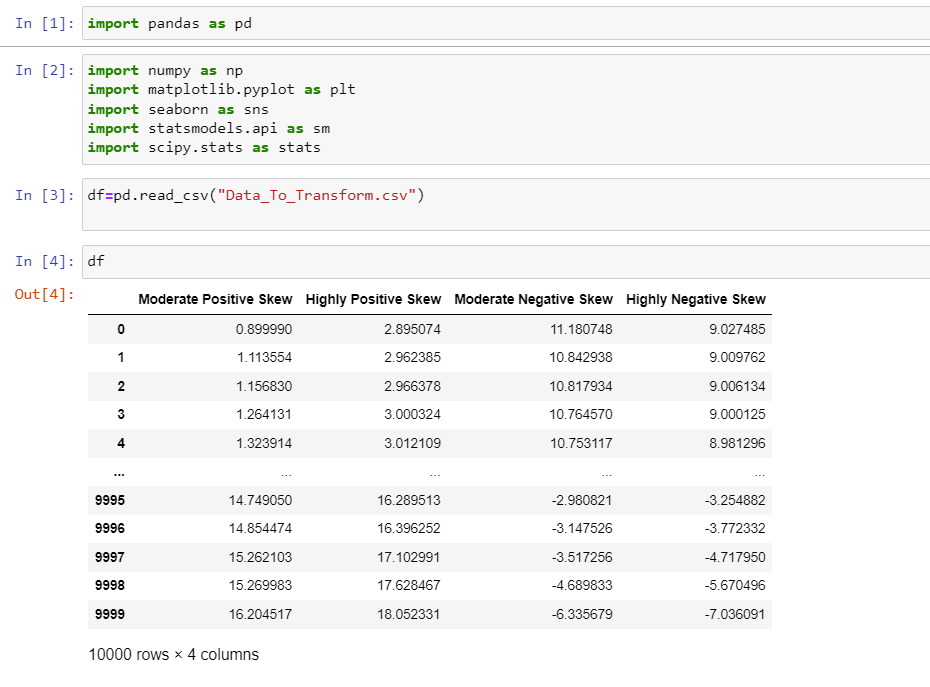 In [1]: import pandas as pd
In [2]: import numpy as np
import matplotlib.pyplot as plt
import seaborn as sns
import statsmodels.api as sm
import scipy.stats as stats
In [3]: df=pd.read_csv("Data_To_Transform.csv")
In [4]: df
Out[4]:
Moderate Positive Skew Highly Positive Skew Moderate Negative Skew Highly Negative Skew
0 0.899990 2.895074 11.180748 9.027485
1 1.113554 2.962385 10.842938 9.009762
2 1.156830 2.966378 10.817934 9.006134
3 1.264131 3.000324 10.764570 9.000125
4 1.323914 3.012109 10.753117 8.981296
... ... ... ... ...
9995 14.749050 16.289513 -2.980821 -3.254882
9996 14.854474 16.396252 -3.147526 -3.772332
9997 15.262103 17.102991 -3.517256 -4.717950
9998 15.269983 17.628467 -4.689833 -5.670496
9999 16.204517 18.052331 -6.335679 -7.036091
10000 rows × 4 columns